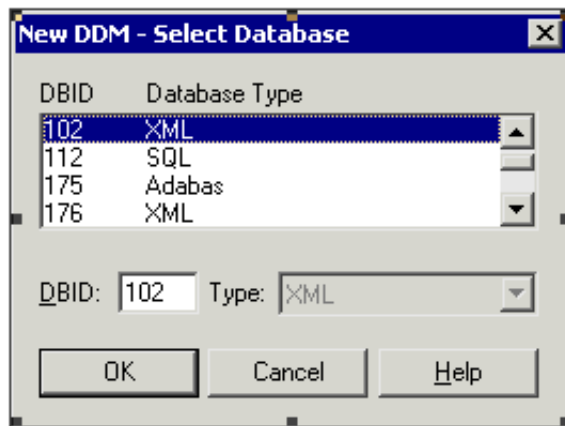 New DDM - Select Database
DBID Database Type
102 XML
112 SQL
175 Adabas
176 XML
DBID: 102 Type: XML
OK Cancel Help